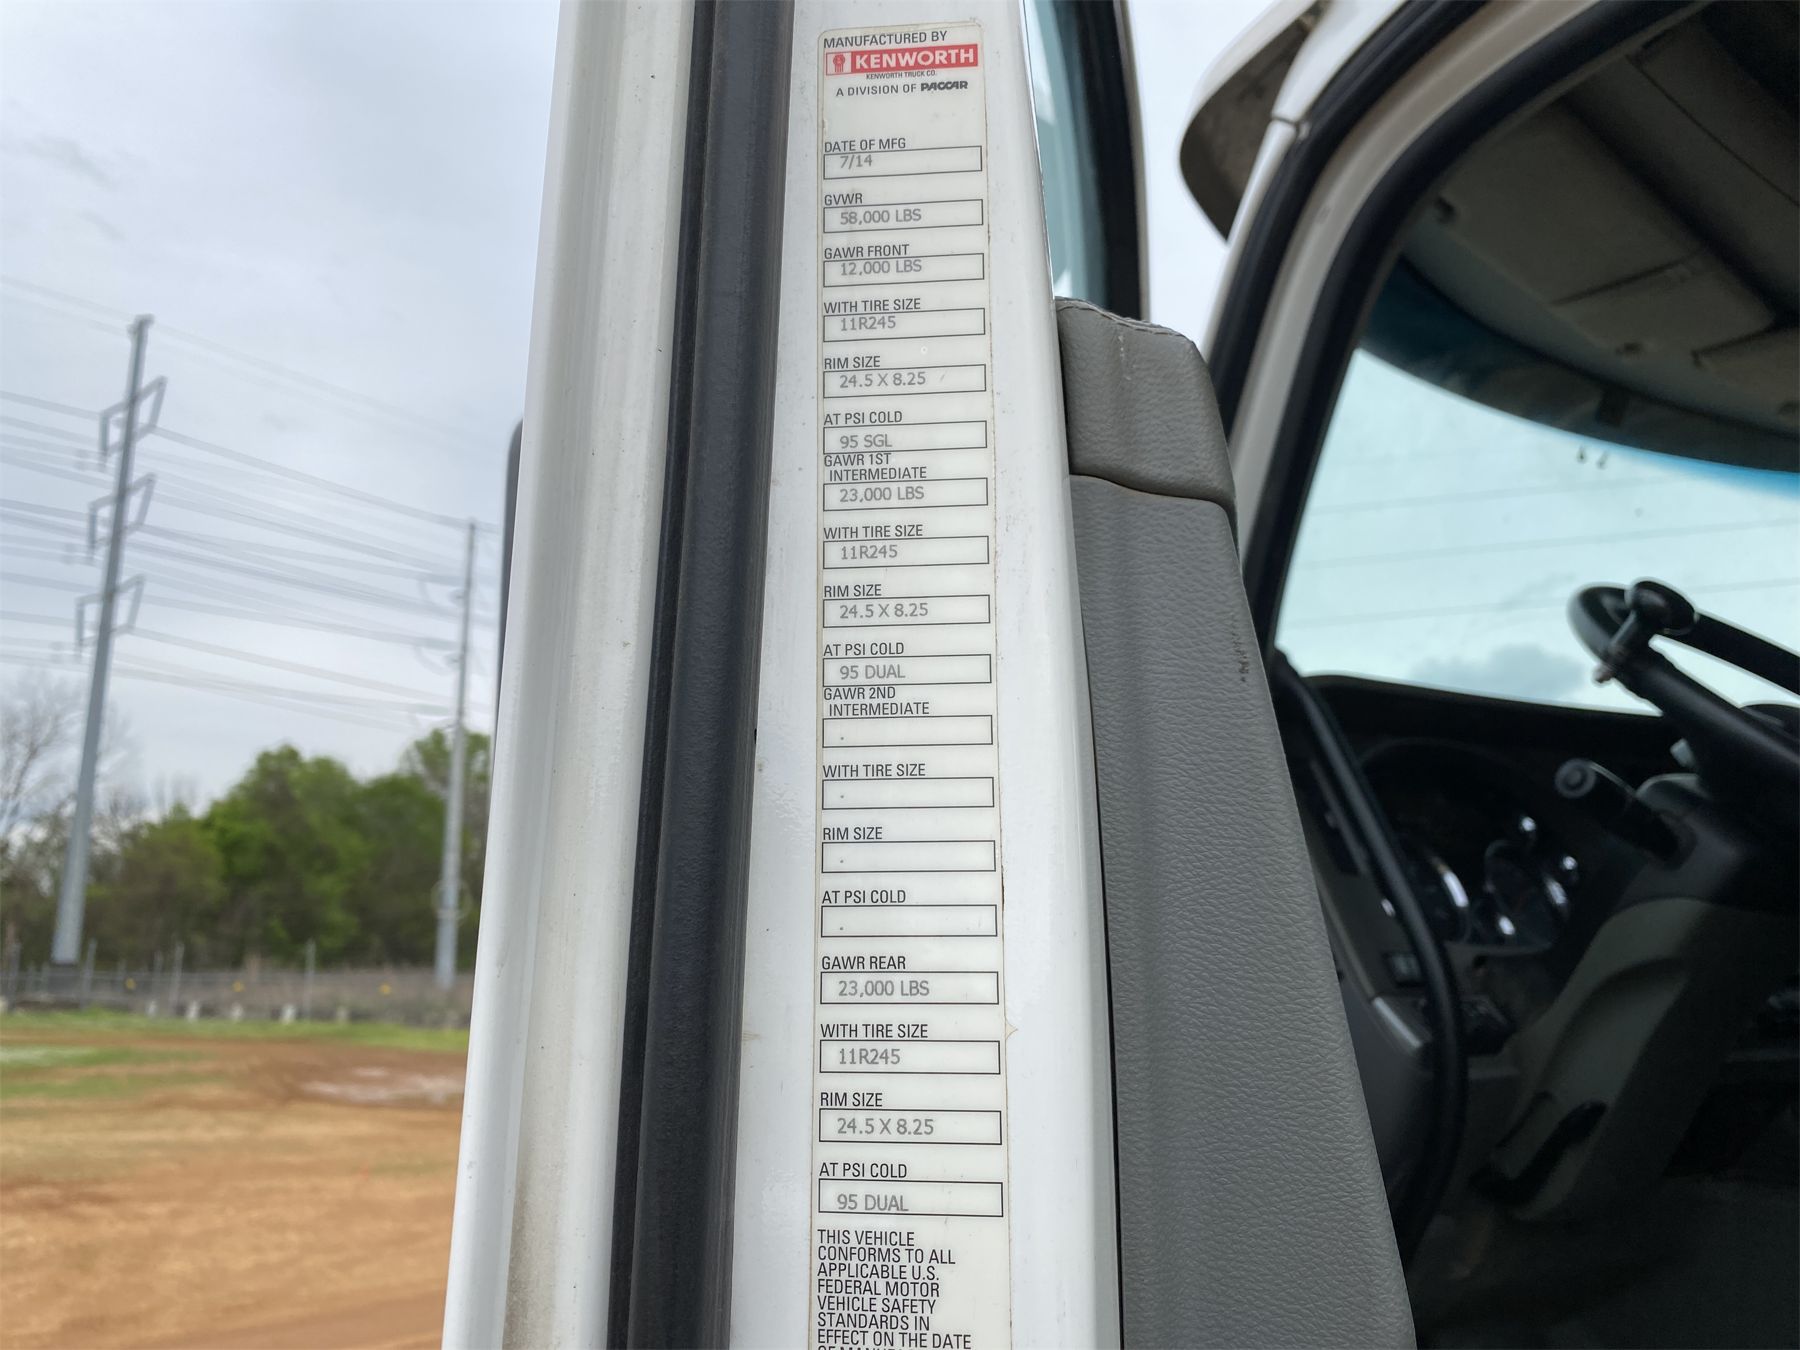 MANUFACTURED BY
KENWORTH
KENWORTH TRUCK CO.
A DIVISION OF PACCAR
DATE OF MFG
7/14
GVWR
58,000 LBS
GAWR FRONT
12,000 LBS
WITH TIRE SIZE
11R245
RIM SIZE
24.5 X 8.25
AT PSI COLD
95 SGL
GAWR 1ST
INTERMEDIATE
23,000 LBS
WITH TIRE SIZE
11R245
RIM SIZE
24.5 X 8.25
AT PSI COLD
95 DUAL
GAWR 2ND
INTERMEDIATE
.
WITH TIRE SIZE
.
RIM SIZE
.
AT PSI COLD
.
GAWR REAR
23,000 LBS
WITH TIRE SIZE
11R245
RIM SIZE
24.5 X 8.25
AT PSI COLD
95 DUAL
THIS VEHICLE
CONFORMS TO ALL
APPLICABLE U.S.
FEDERAL MOTOR
VEHICLE SAFETY
STANDARDS IN
EFFECT ON THE DATE